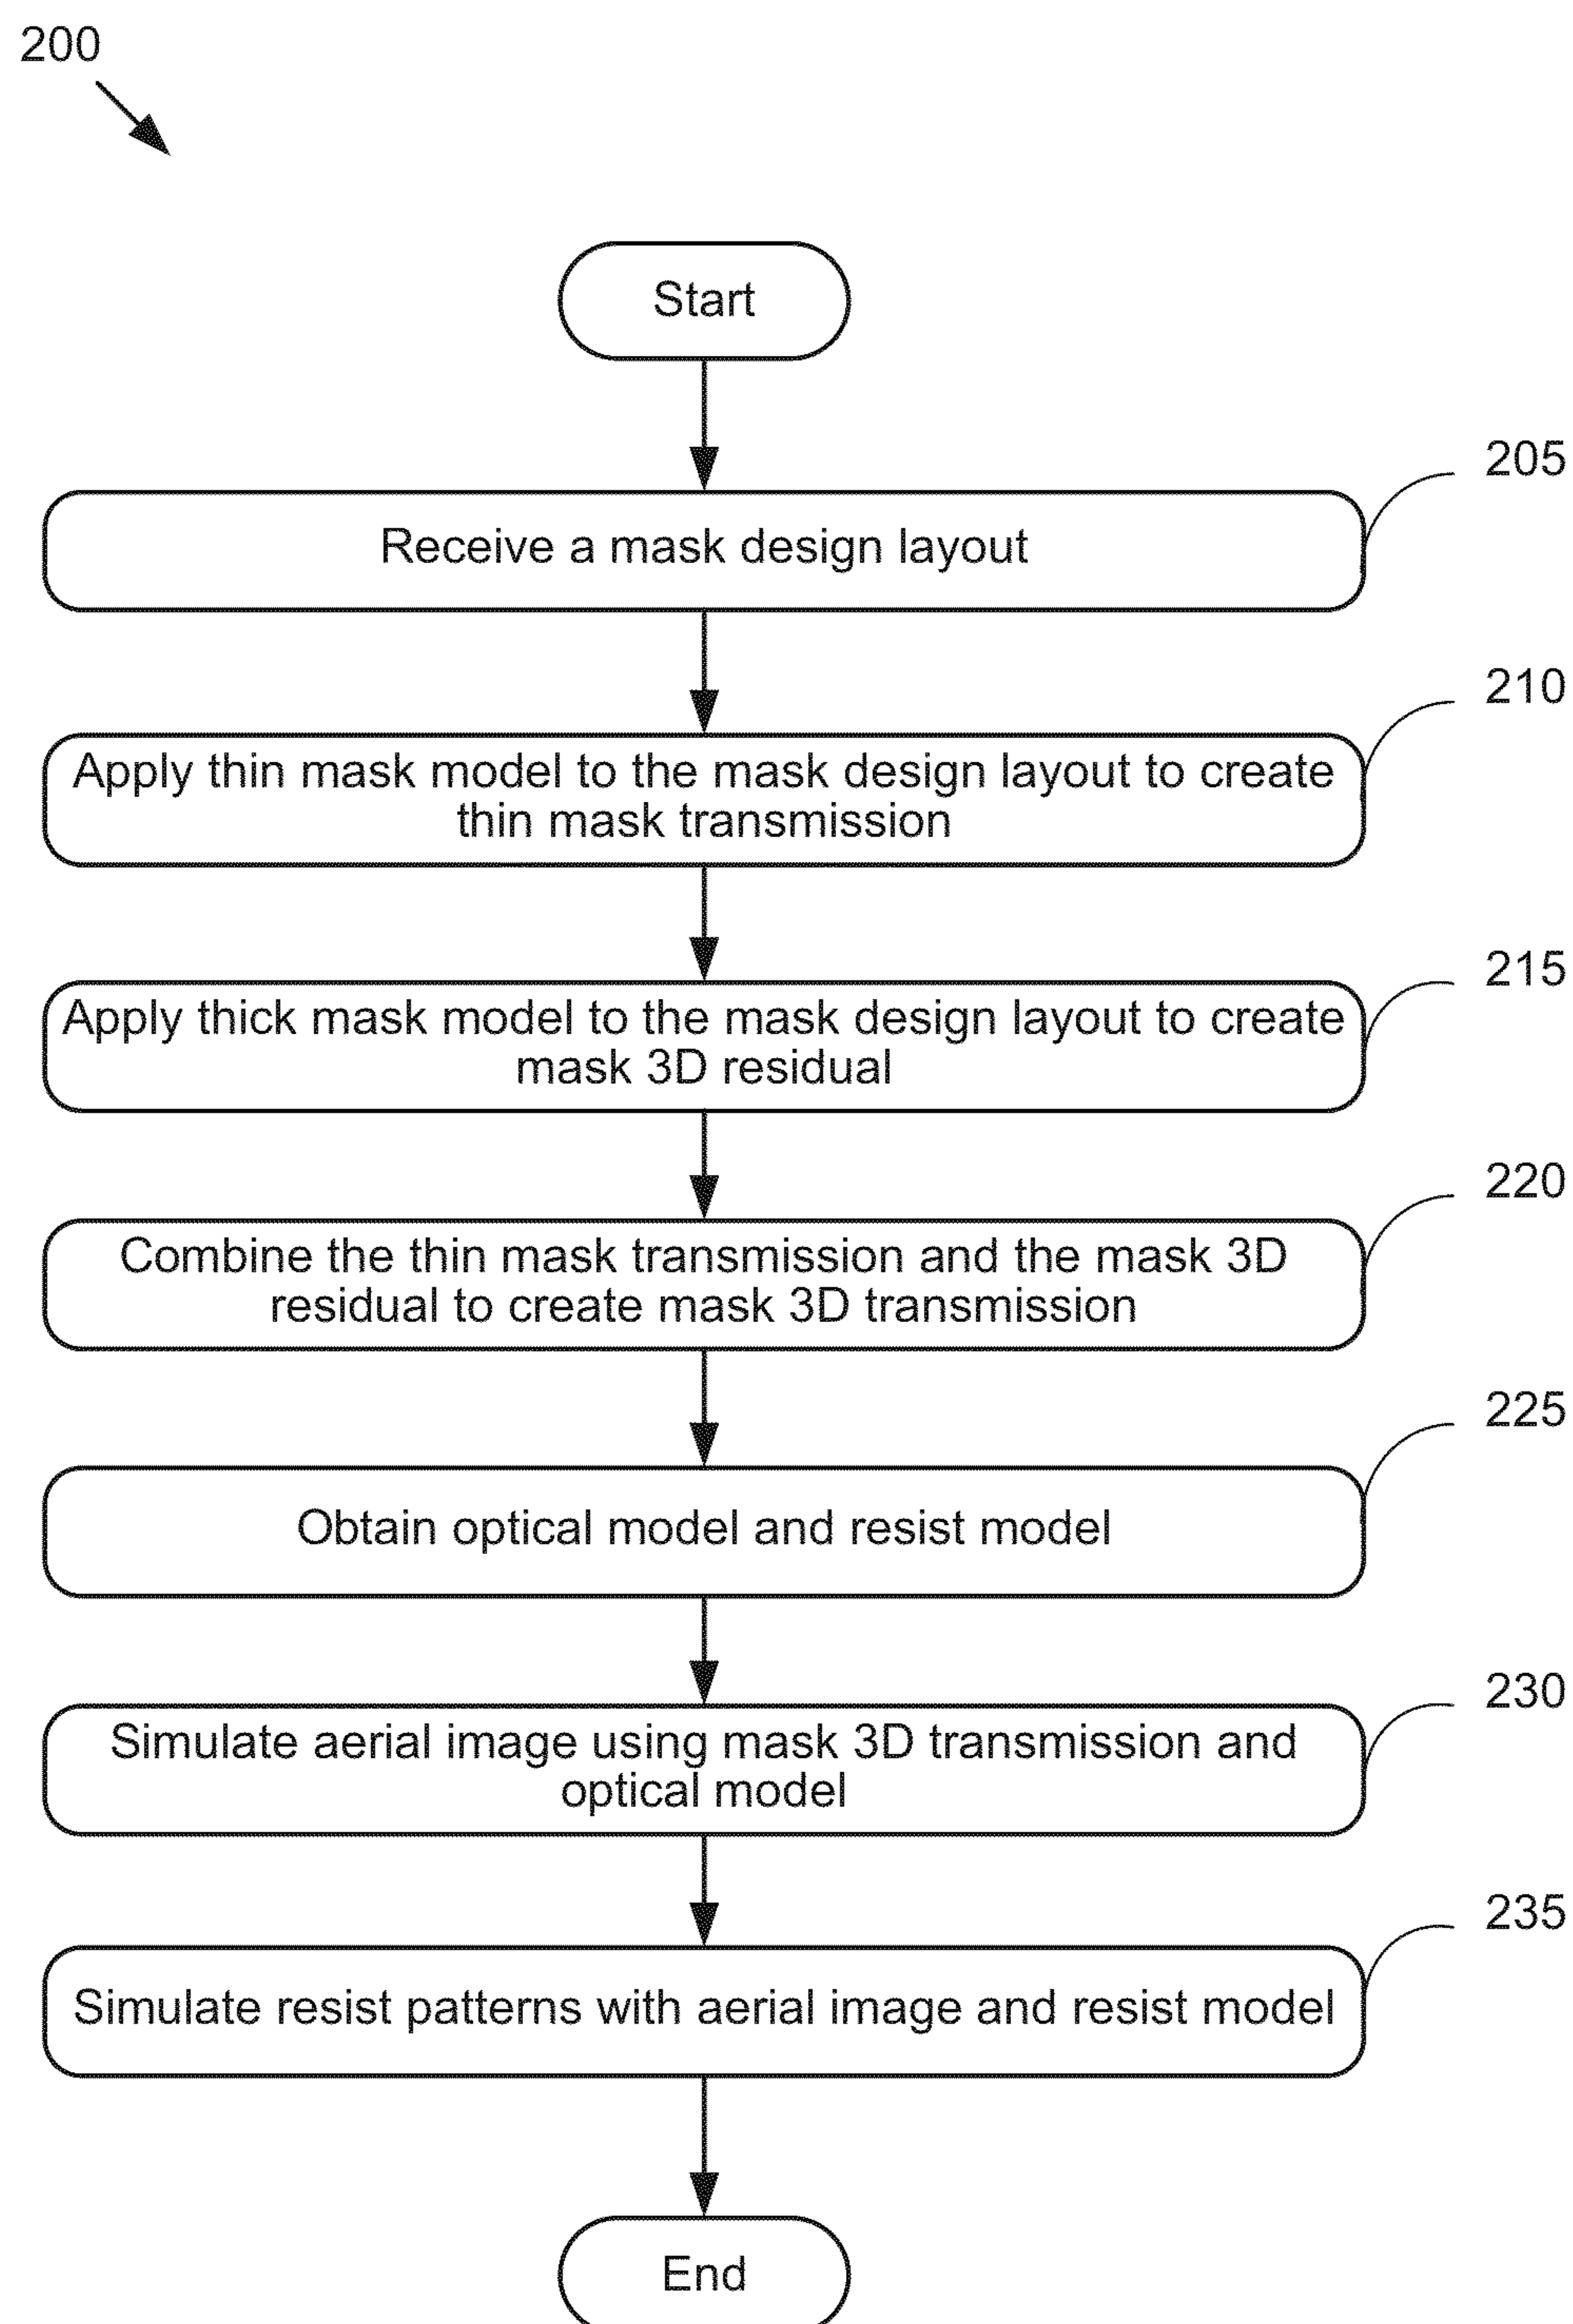 200
Start
205
Receive a mask design layout
210
Apply thin mask model to the mask design layout to create
thin mask transmission
215
Apply thick mask model to the mask design layout to create
mask 3D residual
220
Combine the thin mask transmission and the mask 3D
residual to create mask 3D transmission
225
Obtain optical model and resist model
230
Simulate aerial image using mask 3D transmission and
optical model
235
Simulate resist patterns with aerial image and resist model
End